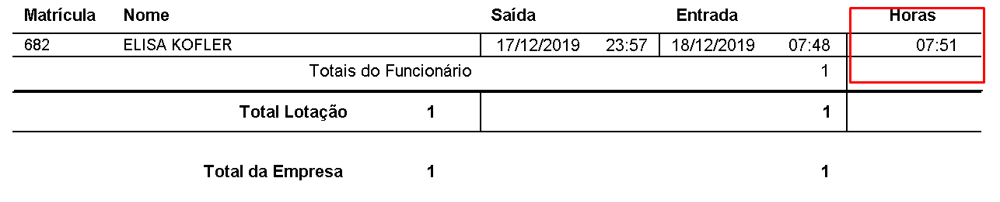 Matrícula Nome Saída Entrada Horas
682 ELISA KOFLER 17/12/2019 23:57 18/12/2019 07:48 07:51
Totais do Funcionário 1
Total Lotação 1 1
Total da Empresa 1 1